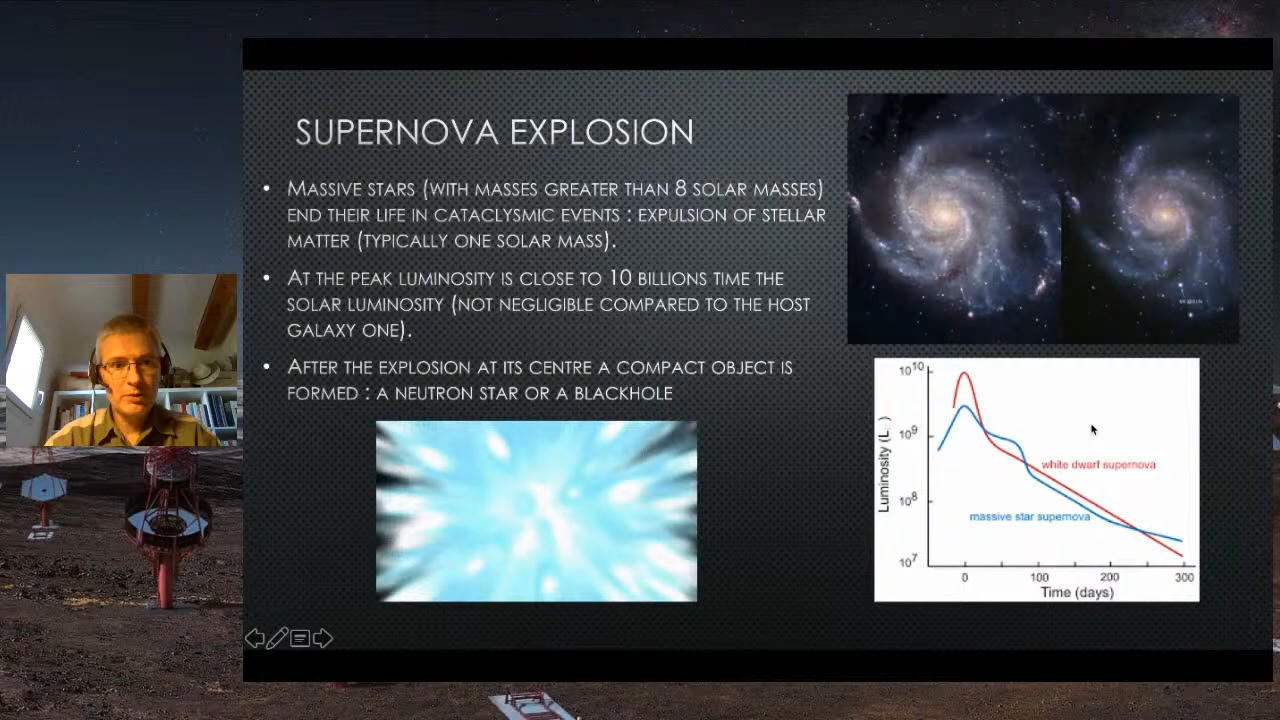 SUPERNOVA EXPLOSION
• MASSIVE STARS (WITH MASSES GREATER THAN 8 SOLAR MASSES)
END THEIR LIFE IN CATACLYSMIC EVENTS : EXPULSION OF STELLAR
MATTER (TYPICALLY ONE SOLAR MASS).
• AT THE PEAK LUMINOSITY IS CLOSE TO 10 BILLIONS TIME THE
SOLAR LUMINOSITY (NOT NEGLIGIBLE COMPARED TO THE HOST
GALAXY ONE).
• AFTER THE EXPLOSION AT ITS CENTRE A COMPACT OBJECT IS
FORMED : A NEUTRON STAR OR A BLACKHOLE
10¹⁰
10⁹
10⁸
10⁷
Luminosity
white dwarf supernova
massive star supernova
0 100 200 300
Time (days)